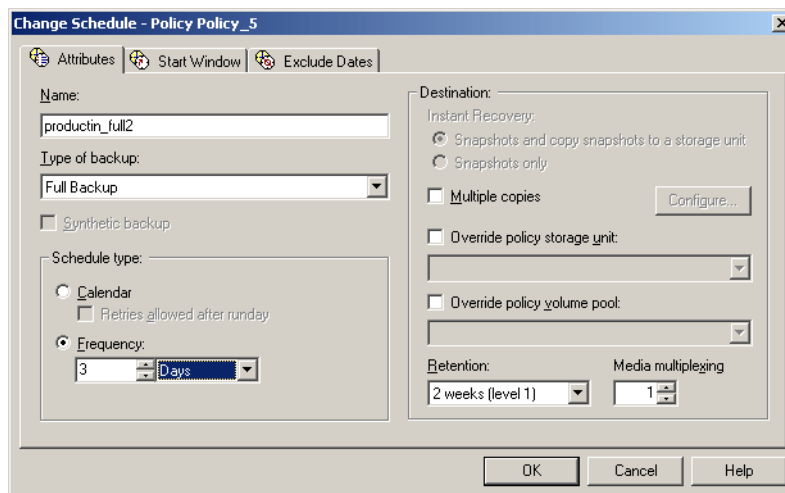 Change Schedule - Policy Policy_5
Attributes
Start Window
Exclude Dates
Name:
productin_full2
Type of backup:
Full Backup
Synthetic backup
Schedule type:
Calendar
Retries allowed after runday
Frequency:
3 Days
Destination:
Instant Recovery:
Snapshots and copy snapshots to a storage unit
Snapshots only
Multiple copies
Configure...
Override policy storage unit:
Override policy volume pool:
Retention:
Media multiplexing
2 weeks (level 1)
1
OK
Cancel
Help